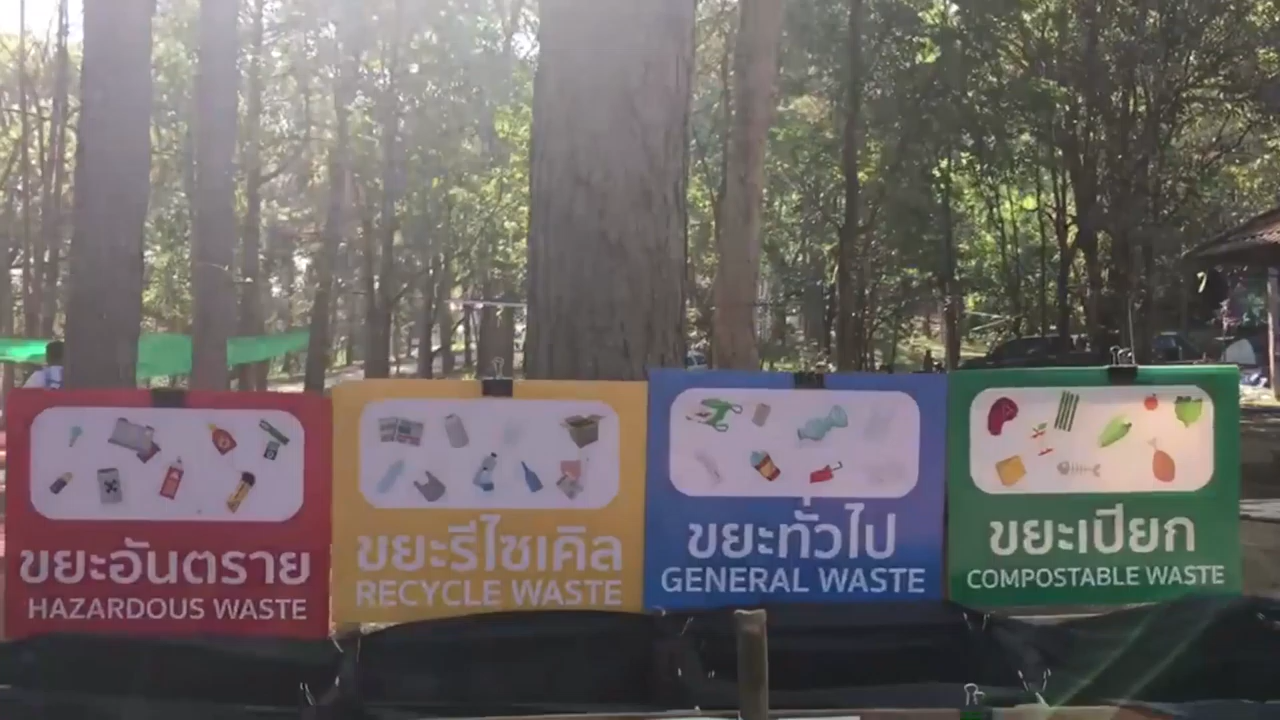 ขยะอันตราย
HAZARDOUS WASTE
ขยะรีไซเคิล
RECYCLE WASTE
ขยะทั่วไป
GENERAL WASTE
ขยะเปียก
COMPOSTABLE WASTE